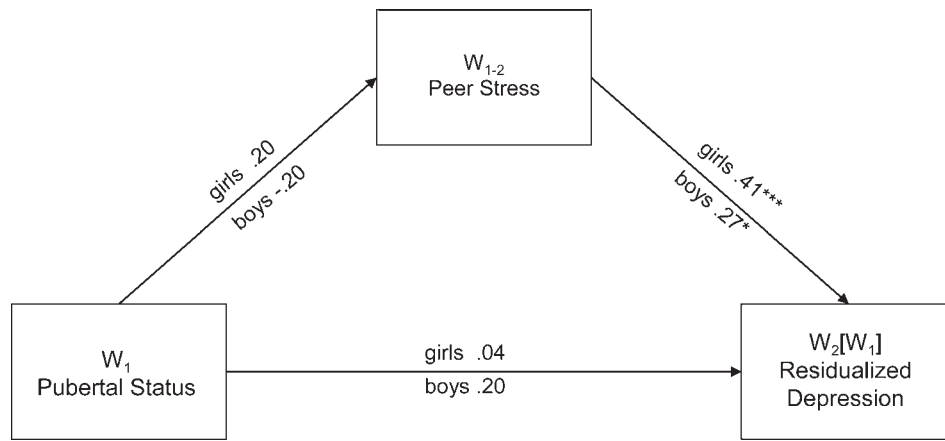 W₁₋₂
Peer Stress
girls .20
boys -.20
girls .41***
boys .27*
W₁
Pubertal Status
girls .04
boys .20
W₂[W₁]
Residualized
Depression